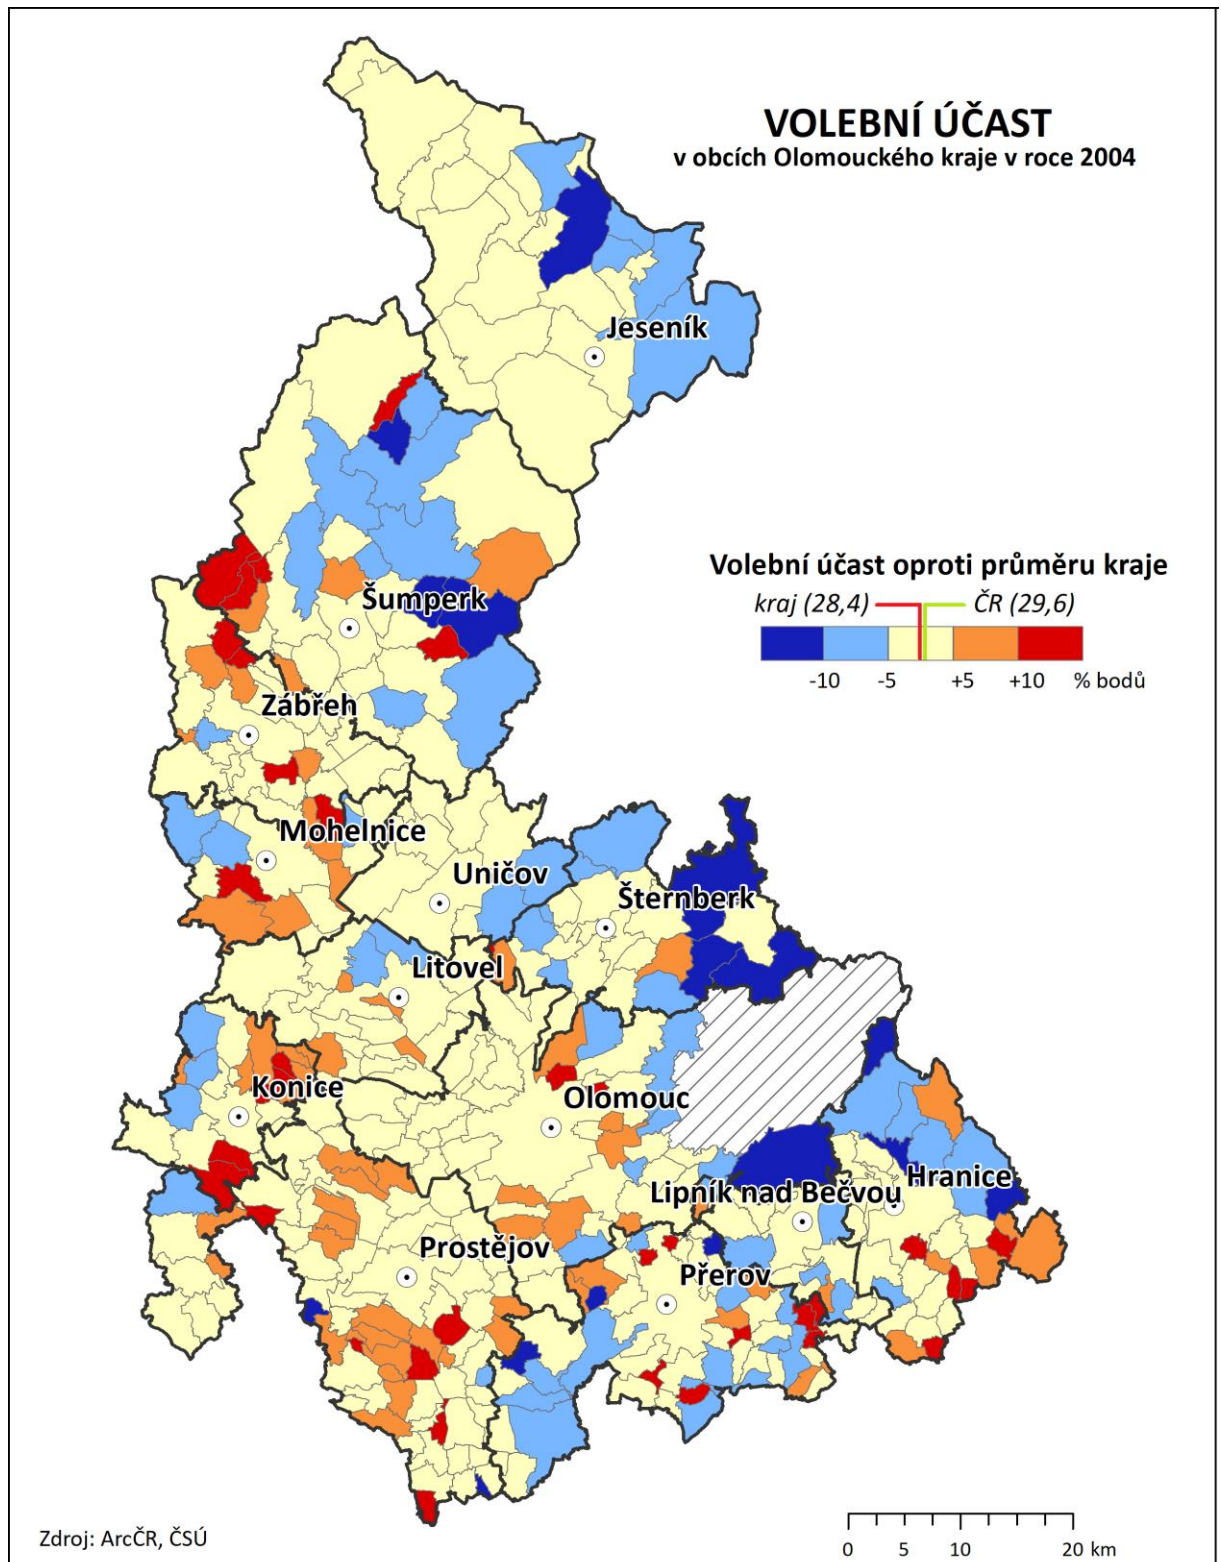 VOLEBNÍ ÚČAST
v obcích Olomouckého kraje v roce 2004
Jeseník
Volební účast oproti průměru kraje
kraj (28,4) ČR (29,6)
-10 -5 +5 +10 % bodů
Šumperk
Zábřeh
Mohelnice
Uničov
Šternberk
Litovel
Konice
Olomouc
Hranice
Lipník nad Bečvou
Prostějov
Přerov
Zdroj: ArcČR, ČSÚ
0 5 10 20 km